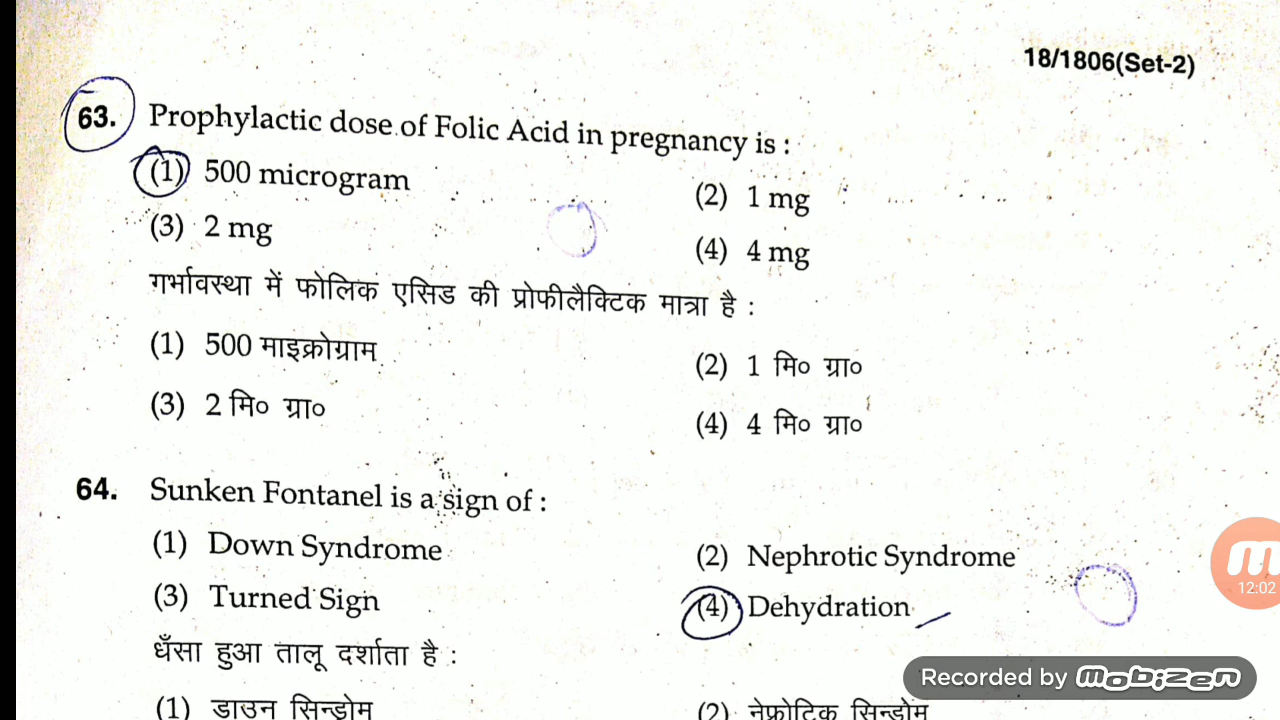 18/1806(Set-2)
63. Prophylactic dose of Folic Acid in pregnancy is :
(1) 500 microgram (2) 1 mg
(3) 2 mg (4) 4 mg
गर्भावस्था में फोलिक एसिड की प्रोफीलैक्टिक मात्रा है :
(1) 500 माइक्रोग्राम (2) 1 मि० ग्रा०
(3) 2 मि० ग्रा० (4) 4 मि० ग्रा०
64. Sunken Fontanel is a sign of :
(1) Down Syndrome (2) Nephrotic Syndrome
(3) Turned Sign (4) Dehydration
धँसा हुआ तालू दर्शाता है :
(1) डाउन सिन्ड्रोम (2) नेफ्रोटिक सिन्ड्रोम
12:02
Recorded by mobizen